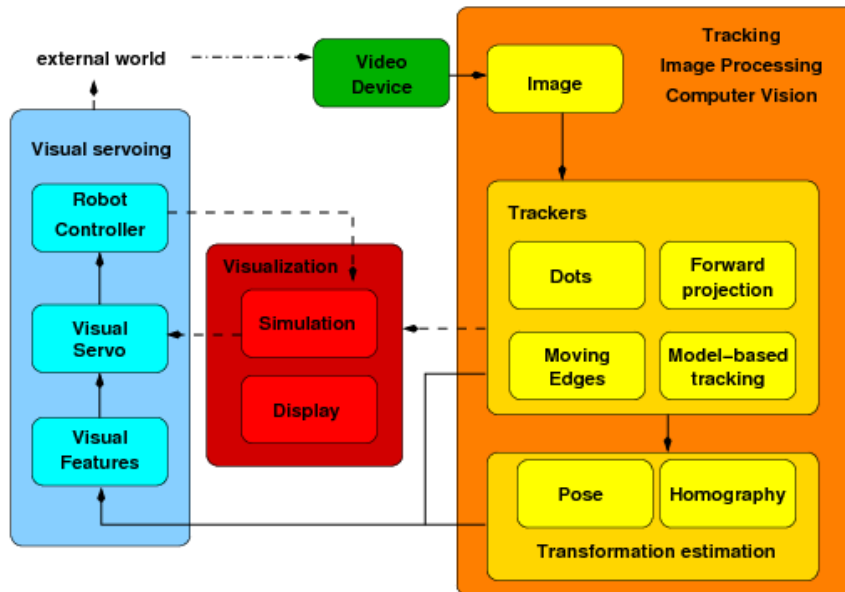 external world
Video
Device
Image
Tracking
Image Processing
Computer Vision
Visual servoing
Robot
Controller
Visual
Servo
Visual
Features
Visualization
Simulation
Display
Trackers
Dots
Forward
projection
Moving
Edges
Model-based
tracking
Pose
Homography
Transformation estimation